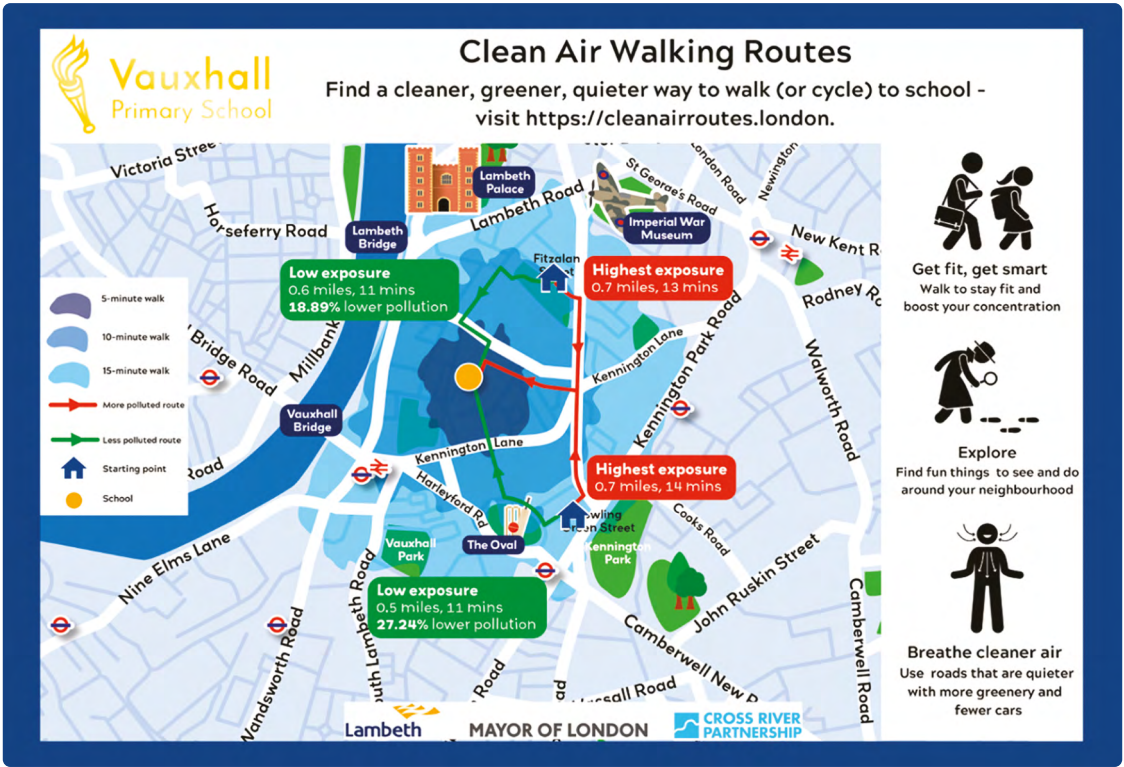 Vauxhall
Primary School
Clean Air Walking Routes
Find a cleaner, greener, quieter way to walk (or cycle) to school -
visit https://cleanairroutes.london.
Victoria Street
Horseferry Road
Lambeth
Bridge
Lambeth
Palace
Lambeth Road
St George's Road
London Road
Newington
Imperial War
Museum
New Kent R
Rodney R
Fitzalan
Low exposure
0.6 miles, 11 mins
18.89% lower pollution
Highest exposure
0.7 miles, 13 mins
5-minute walk
10-minute walk
15-minute walk
More polluted route
Less polluted route
Starting point
School
Bridge Road
Millbank
Vauxhall
Bridge
Road
Kennington Lane
Kennington Park Road
Walworth Road
Kennington Lane
Harleyford Rd
Highest exposure
0.7 miles, 14 mins
The Oval
Vauxhall
Park
Street
Kennington
Park
Cooks Road
John Ruskin Street
Nine Elms Lane
Low exposure
0.5 miles, 11 mins
27.24% lower pollution
Camberwell New
Camberwell Road
Wandsworth Road
outh Lambeth Road
Road
ad
assall Road
Lambeth
MAYOR OF LONDON
CROSS RIVER
PARTNERSHIP
Get fit, get smart
Walk to stay fit and
boost your concentration
Explore
Find fun things to see and do
around your neighbourhood
Breathe cleaner air
Use roads that are quieter
with more greenery and
fewer cars